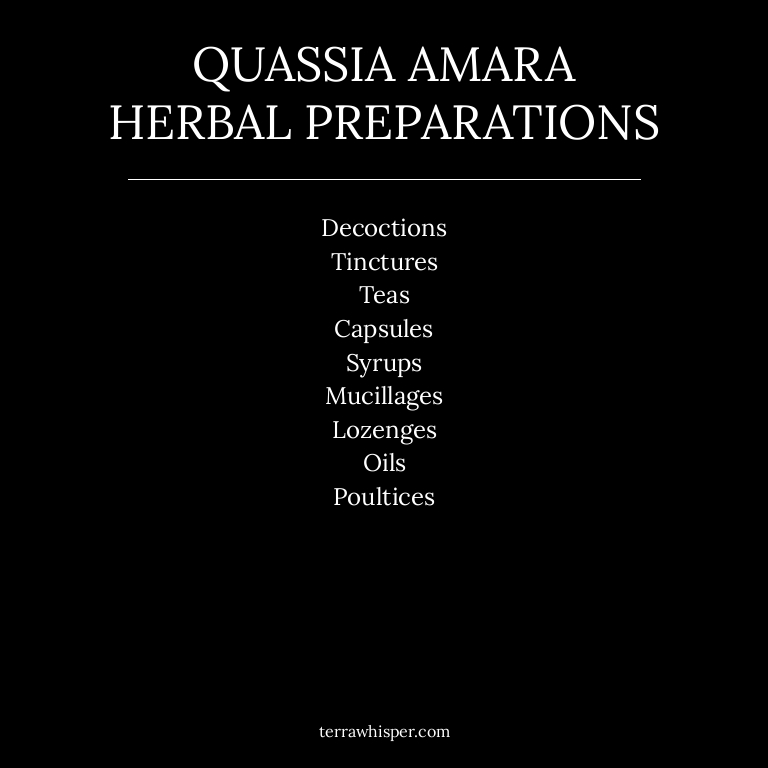 QUASSIA AMARA
HERBAL PREPARATIONS
Decoctions
Tinctures
Teas
Capsules
Syrups
Mucillages
Lozenges
Oils
Poultices
terrawhisper.com